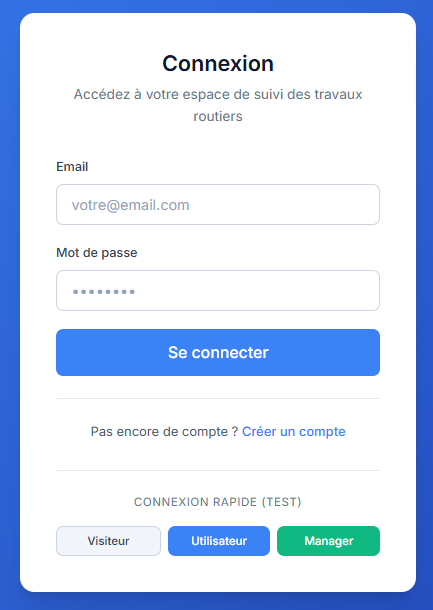 Connexion
Accédez à votre espace de suivi des travaux
routiers
Email
votre@email.com
Mot de passe
••••••••
Se connecter
Pas encore de compte ? Créer un compte
CONNEXION RAPIDE (TEST)
Visiteur Utilisateur Manager